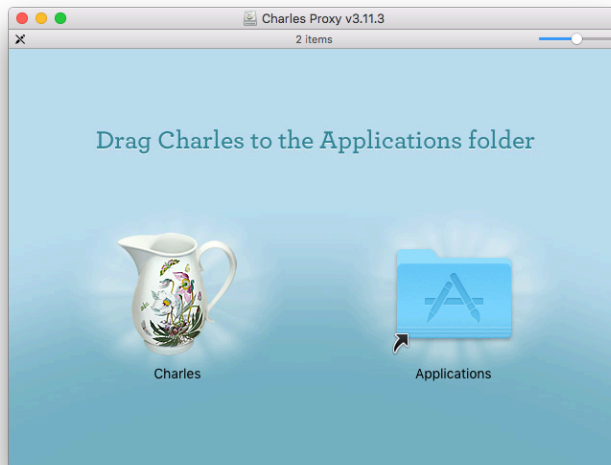 Charles Proxy v3.11.3
2 items
Drag Charles to the Applications folder
Charles
Applications